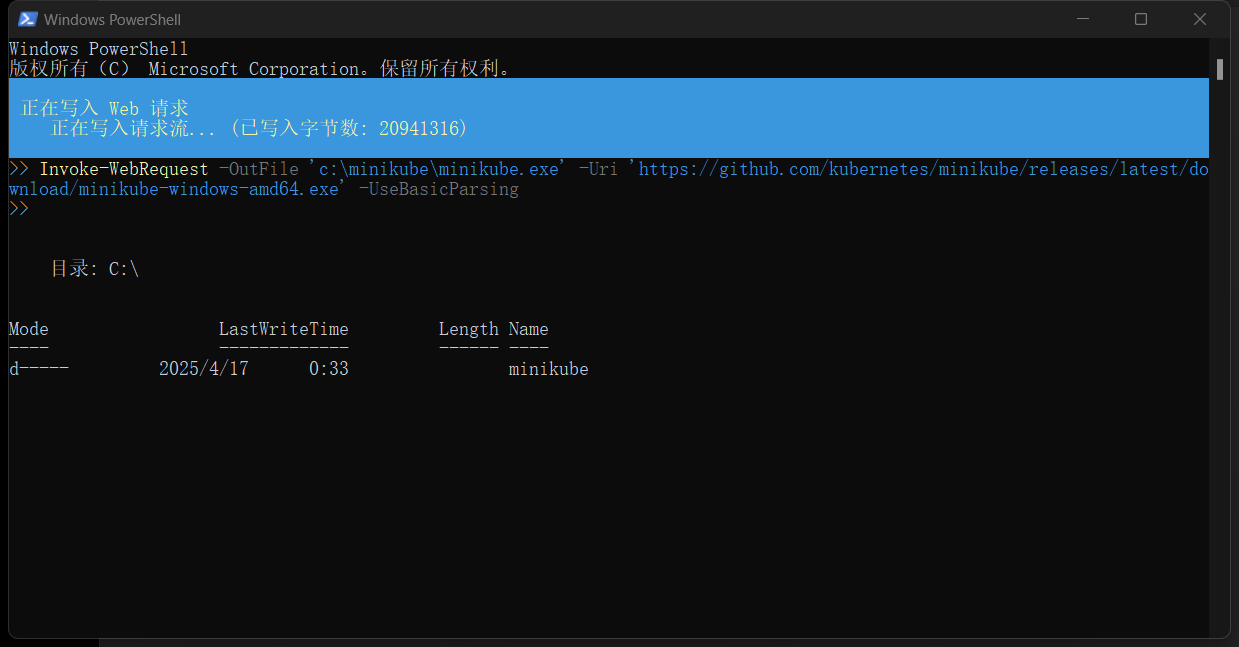 Windows PowerShell
Windows PowerShell
版权所有（C） Microsoft Corporation。保留所有权利。
正在写入 Web 请求
正在写入请求流... (已写入字节数: 20941316)
>> Invoke-WebRequest -OutFile 'c:\minikube\minikube.exe' -Uri 'https://github.com/kubernetes/minikube/releases/latest/do
wnload/minikube-windows-amd64.exe' -UseBasicParsing
>>
目录: C:\
Mode                 LastWriteTime         Length Name
----                 -------------         ------ ----
d-----         2025/4/17      0:33                minikube